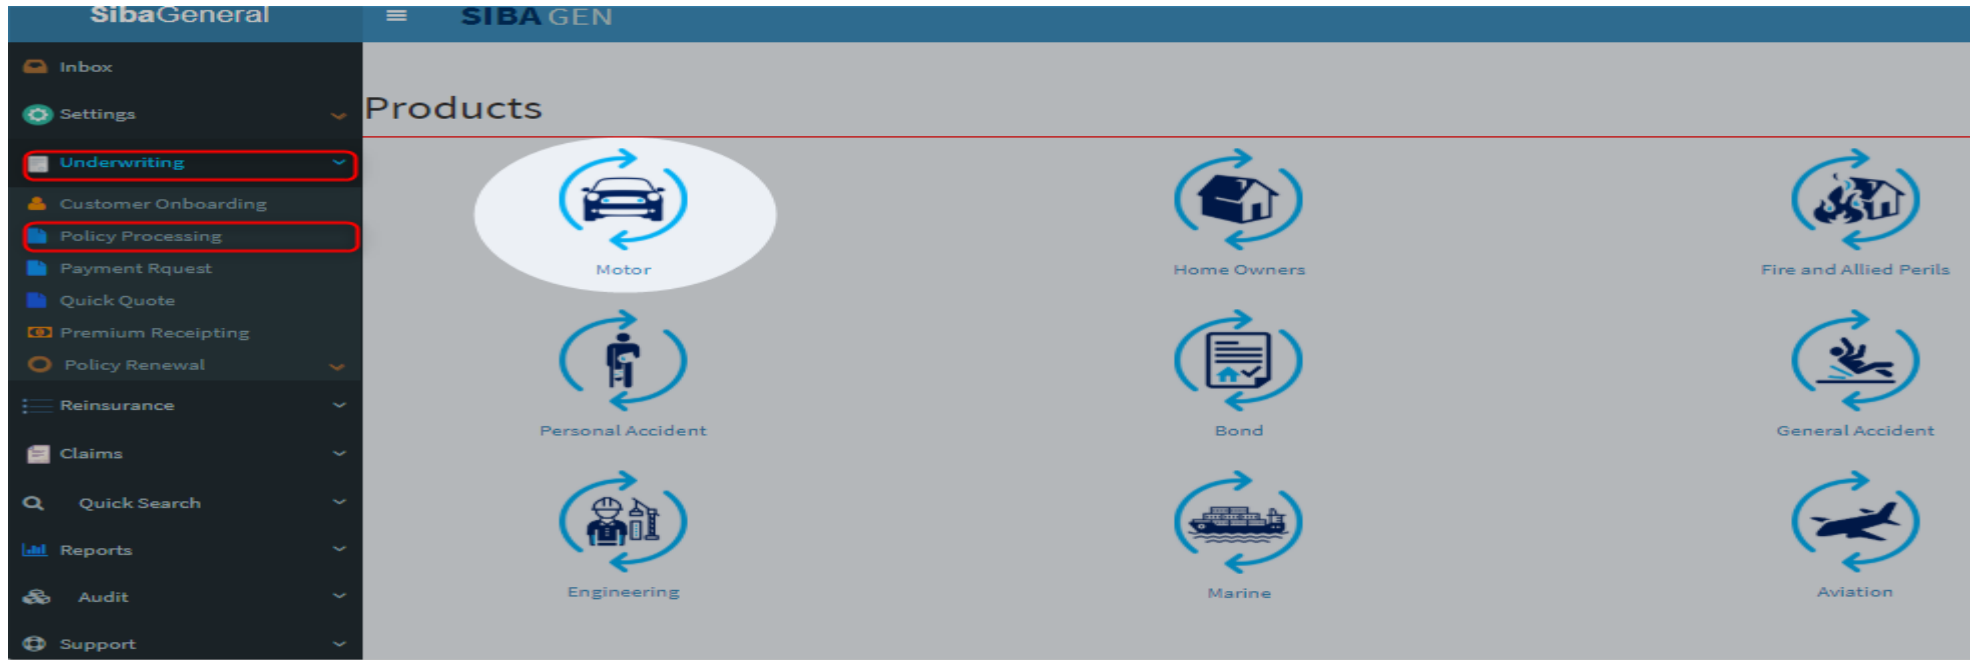 SibaGeneral
SIBA GEN
Inbox
Settings
Underwriting
Customer Onboarding
Policy Processing
Payment Rquest
Quick Quote
Premium Receipting
Policy Renewal
Reinsurance
Claims
Quick Search
Reports
Audit
Support
Products
Motor
Home Owners
Fire and Allied Perils
Personal Accident
Bond
General Accident
Engineering
Marine
Aviation